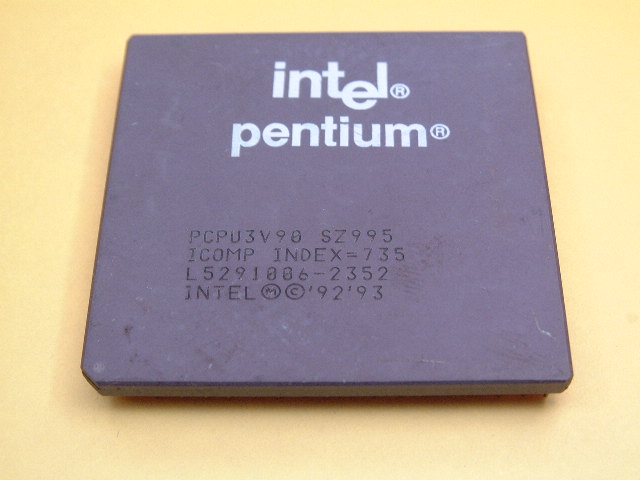 intel®
pentium®
PCPU3V90 SZ995
ICOMP INDEX=735
L5291086-2352
INTEL Ⓜ©'92'93